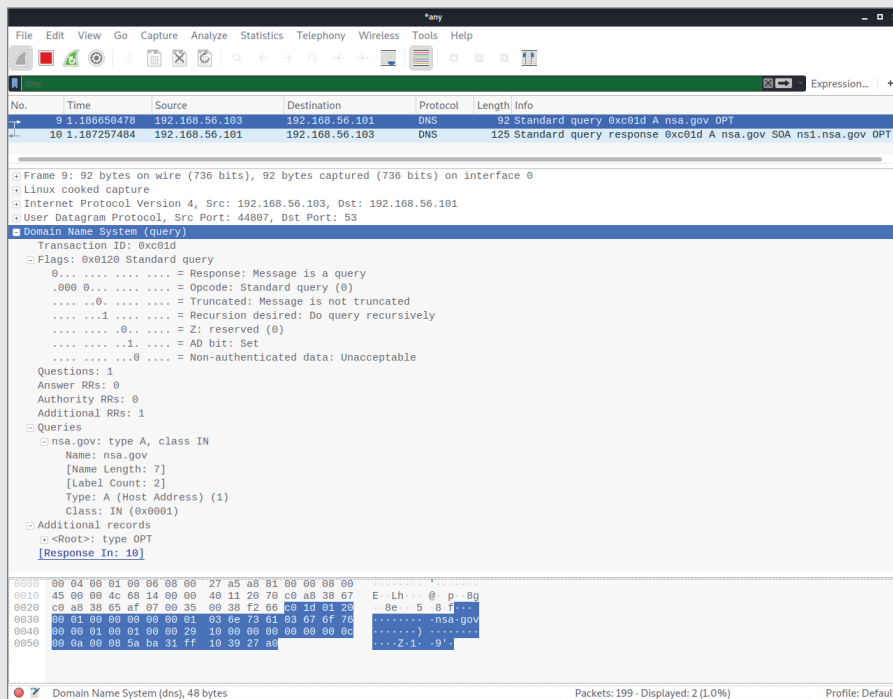 *any
File Edit View Go Capture Analyze Statistics Telephony Wireless Tools Help
dns Expression... +
No. Time Source Destination Protocol Length Info
9 1.186650478 192.168.56.103 192.168.56.101 DNS 92 Standard query 0xc01d A nsa.gov OPT
10 1.187257484 192.168.56.101 192.168.56.103 DNS 125 Standard query response 0xc01d A nsa.gov SOA ns1.nsa.gov OPT
Frame 9: 92 bytes on wire (736 bits), 92 bytes captured (736 bits) on interface 0
Linux cooked capture
Internet Protocol Version 4, Src: 192.168.56.103, Dst: 192.168.56.101
User Datagram Protocol, Src Port: 44807, Dst Port: 53
Domain Name System (query)
Transaction ID: 0xc01d
Flags: 0x0120 Standard query
0... .... .... .... = Response: Message is a query
.000 0... .... .... = Opcode: Standard query (0)
.... ..0. .... .... = Truncated: Message is not truncated
.... ...1 .... .... = Recursion desired: Do query recursively
.... .... .0.. .... = Z: reserved (0)
.... .... ..1. .... = AD bit: Set
.... .... ...0 .... = Non-authenticated data: Unacceptable
Questions: 1
Answer RRs: 0
Authority RRs: 0
Additional RRs: 1
Queries
nsa.gov: type A, class IN
Name: nsa.gov
[Name Length: 7]
[Label Count: 2]
Type: A (Host Address) (1)
Class: IN (0x0001)
Additional records
<Root>: type OPT
[Response In: 10]
0000 00 04 00 01 00 06 08 00 27 a5 a8 81 00 00 08 00 ········ '·······
0010 45 00 00 4c 68 14 00 00 40 11 20 70 c0 a8 38 67 E··Lh··· @· p··8g
0020 c0 a8 38 65 af 07 00 35 00 38 f2 66 c0 1d 01 20 ··8e···5 ·8·f···
0030 00 01 00 00 00 00 00 01 03 6e 73 61 03 67 6f 76 ········ ·nsa·gov
0040 00 00 01 00 01 00 00 29 10 00 00 00 00 00 00 0c ·······) ········
0050 00 0a 00 08 5a ba 31 ff 10 39 27 a0 ····Z·1· ·9'·
Domain Name System (dns), 48 bytes Packets: 199 · Displayed: 2 (1.0%) Profile: Defaul